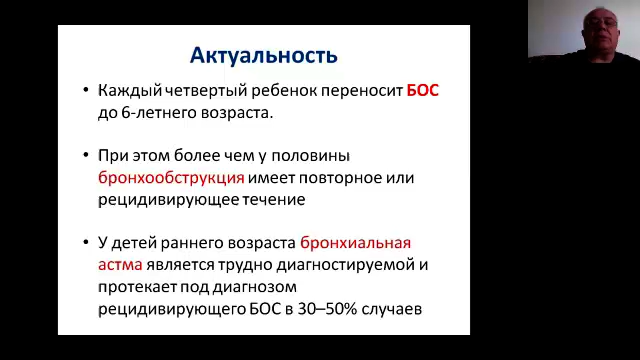 Актуальность
• Каждый четвертый ребенок переносит БОС
до 6-летнего возраста.
• При этом более чем у половины
бронхообструкция имеет повторное или
рецидивирующее течение
• У детей раннего возраста бронхиальная
астма является трудно диагностируемой и
протекает под диагнозом
рецидивирующего БОС в 30–50% случаев